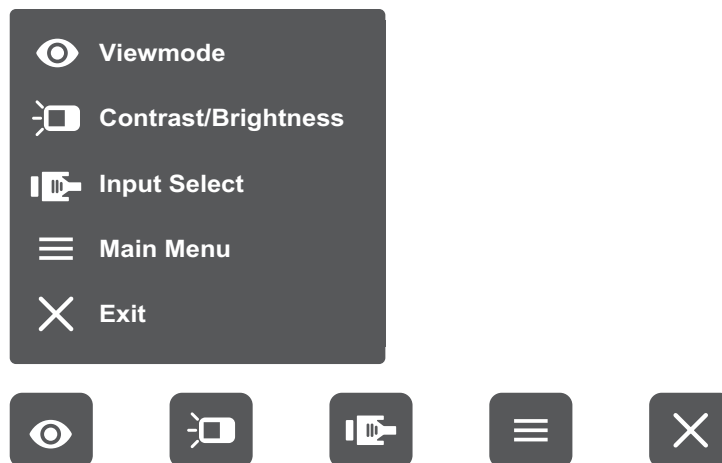 Viewmode
Contrast/Brightness
Input Select
Main Menu
Exit